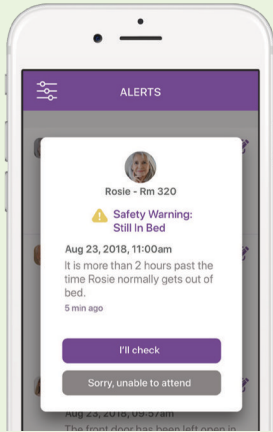 ALERTS
Rosie - Rm 320
Safety Warning:
Still In Bed
Aug 23, 2018, 11:00am
It is more than 2 hours past the
time Rosie normally gets out of
bed.
5 min ago
I'll check
Sorry, unable to attend
Aug 23, 2018, 09:57am
The front door has been left open in